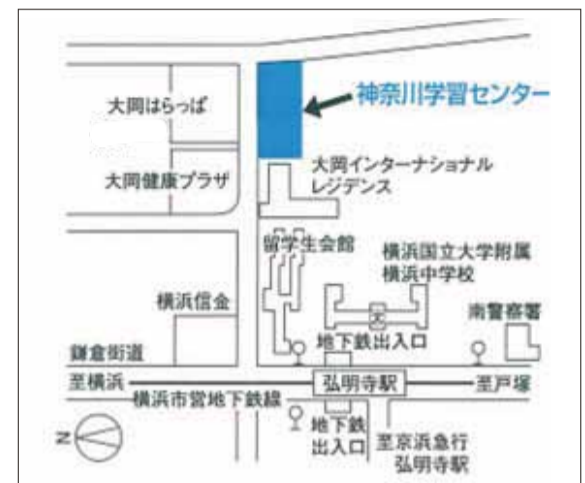 神奈川学習センター
大岡はらっぱ
大岡健康プラザ
大岡インターナショナル
レジデンス
留学生会館
横浜国立大学附属
横浜中学校
文
横浜信金
南警察署
地下鉄出入口
鎌倉街道
至横浜
弘明寺駅
至戸塚
横浜市営地下鉄線
地下鉄
出入口
至京浜急行
弘明寺駅
N